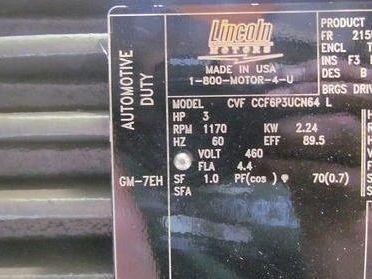 Lincoln
MOTORS
MADE IN USA
1-800-MOTOR-4-U
PRODUCT
FR 215
ENCL T
INS F3
DES B
BRGS DRIV
AUTOMOTIVE
DUTY
GM-7EH
MODEL CVF CCF6P3UCN64 L
HP 3
RPM 1170 KW 2.24
HZ 60 EFF 89.5
VOLT 460
FLA 4.4
SF 1.0 PF(cos) 70(0.7)
SFA